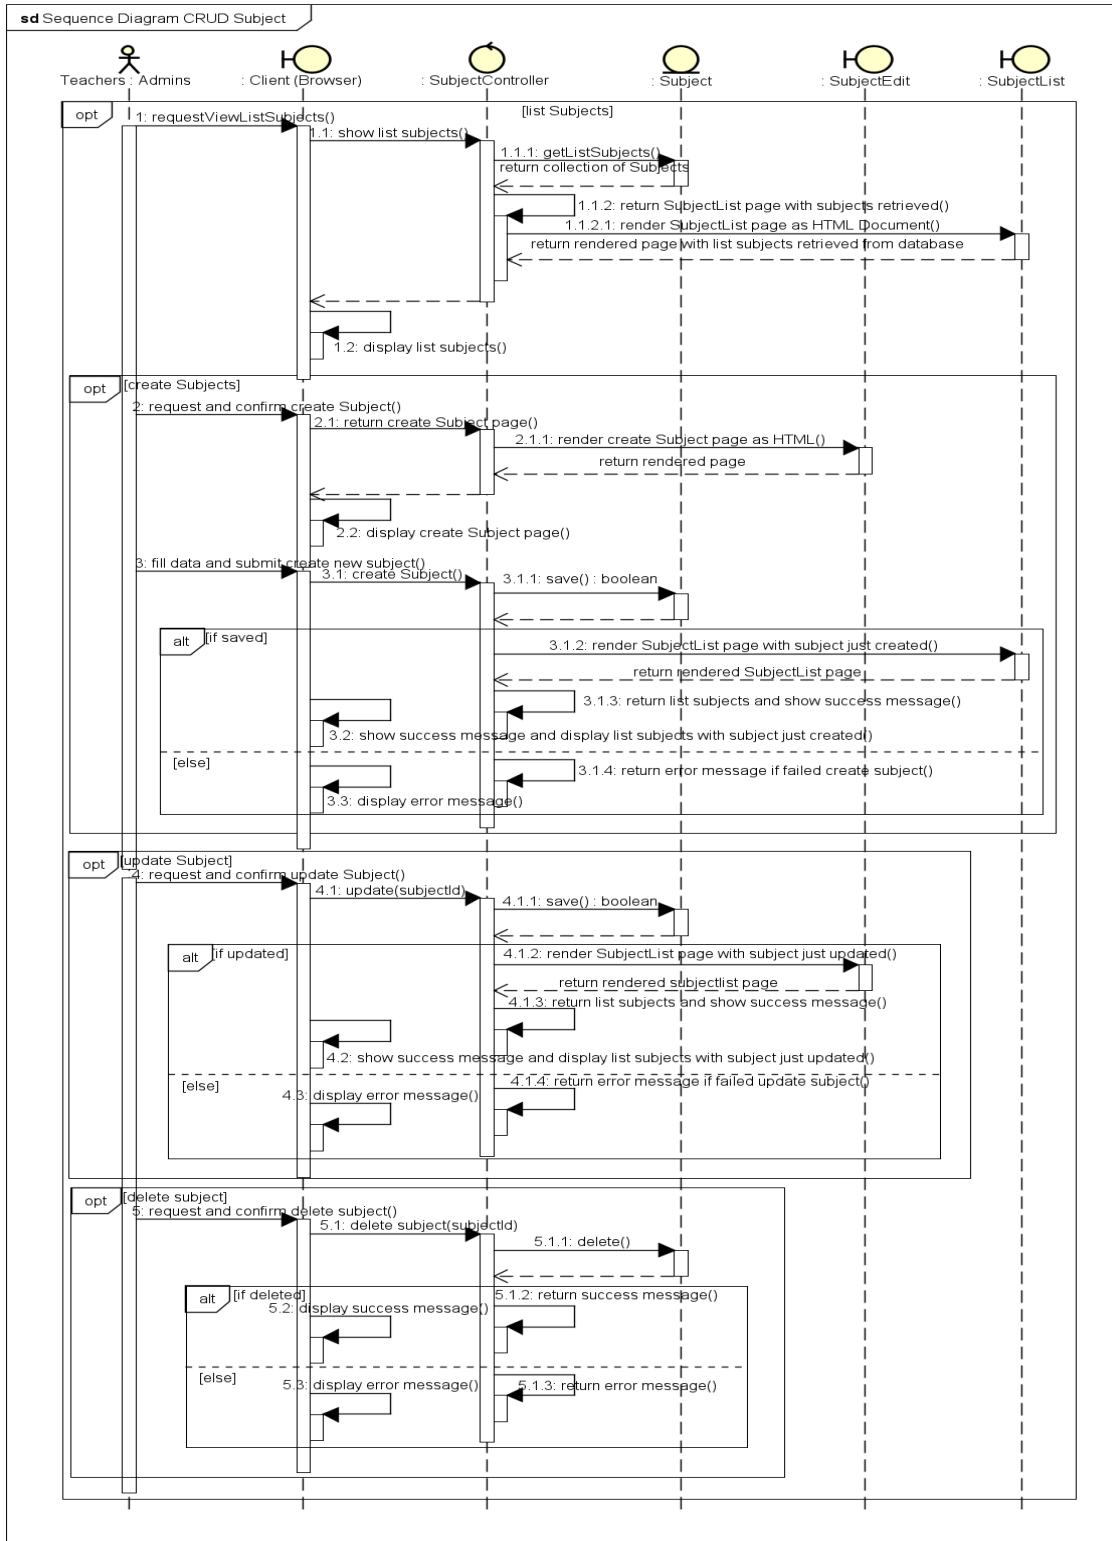 sd Sequence Diagram CRUD Subject
Teachers : Admins
: Client (Browser)
: SubjectController
: Subject
: SubjectEdit
: SubjectList
opt
[list Subjects]
1: requestViewListSubjects()
1.1: show list subjects()
1.1.1: getListSubjects()
return collection of Subjects
1.1.2: return SubjectList page with subjects retrieved()
1.1.2.1: render SubjectList page as HTML Document()
return rendered page with list subjects retrieved from database
1.2: display list subjects()
opt
[create Subjects]
2: request and confirm create Subject()
2.1: return create Subject page()
2.1.1: render create Subject page as HTML()
return rendered page
2.2: display create Subject page()
3: fill data and submit create new subject()
3.1: create Subject()
3.1.1: save() : boolean
alt
[if saved]
3.1.2: render SubjectList page with subject just created()
return rendered SubjectList page
3.1.3: return list subjects and show success message()
3.2: show success message and display list subjects with subject just created()
[else]
3.1.4: return error message if failed create subject()
3.3: display error message()
opt
[update Subject]
4: request and confirm update Subject()
4.1: update(subjectId)
4.1.1: save() : boolean
alt
[if updated]
4.1.2: render SubjectList page with subject just updated()
return rendered subjectlist page
4.1.3: return list subjects and show success message()
4.2: show success message and display list subjects with subject just updated()
[else]
4.1.4: return error message if failed update subject()
4.3: display error message()
opt
[delete subject]
5: request and confirm delete subject()
5.1: delete subject(subjectId)
5.1.1: delete()
alt
[if deleted]
5.1.2: return success message()
5.2: display success message()
[else]
5.3: display error message()
5.1.3: return error message()